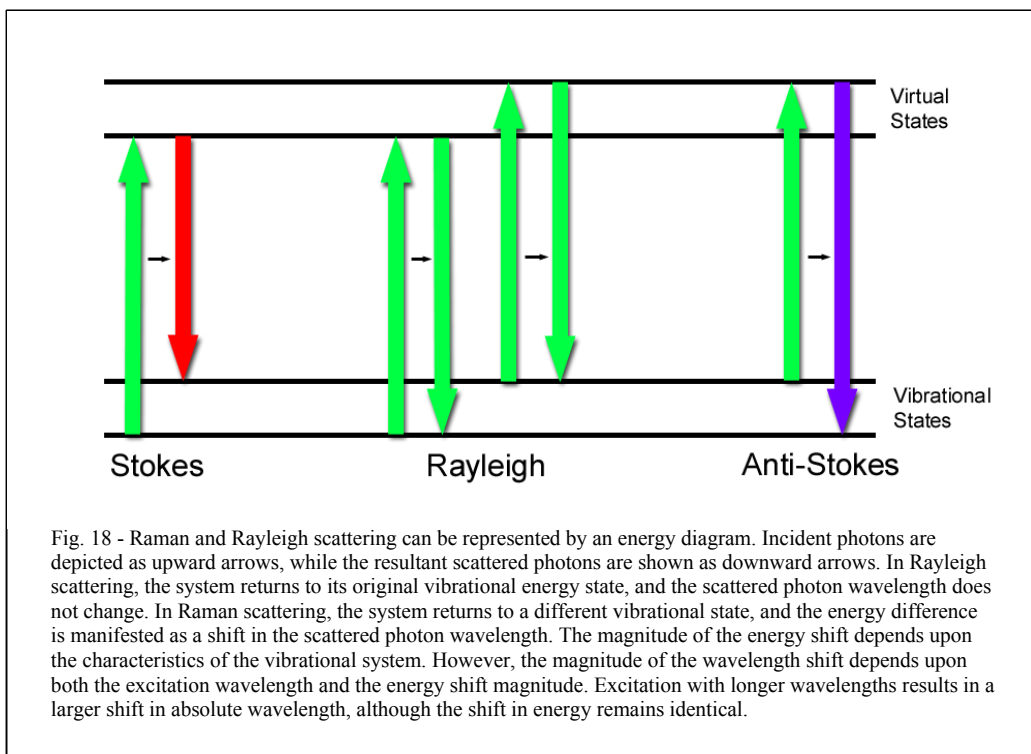 Virtual
States
Vibrational
States
Stokes
Rayleigh
Anti-Stokes
Fig. 18 - Raman and Rayleigh scattering can be represented by an energy diagram. Incident photons are
depicted as upward arrows, while the resultant scattered photons are shown as downward arrows. In Rayleigh
scattering, the system returns to its original vibrational energy state, and the scattered photon wavelength does
not change. In Raman scattering, the system returns to a different vibrational state, and the energy difference
is manifested as a shift in the scattered photon wavelength. The magnitude of the energy shift depends upon
the characteristics of the vibrational system. However, the magnitude of the wavelength shift depends upon
both the excitation wavelength and the energy shift magnitude. Excitation with longer wavelengths results in a
larger shift in absolute wavelength, although the shift in energy remains identical.